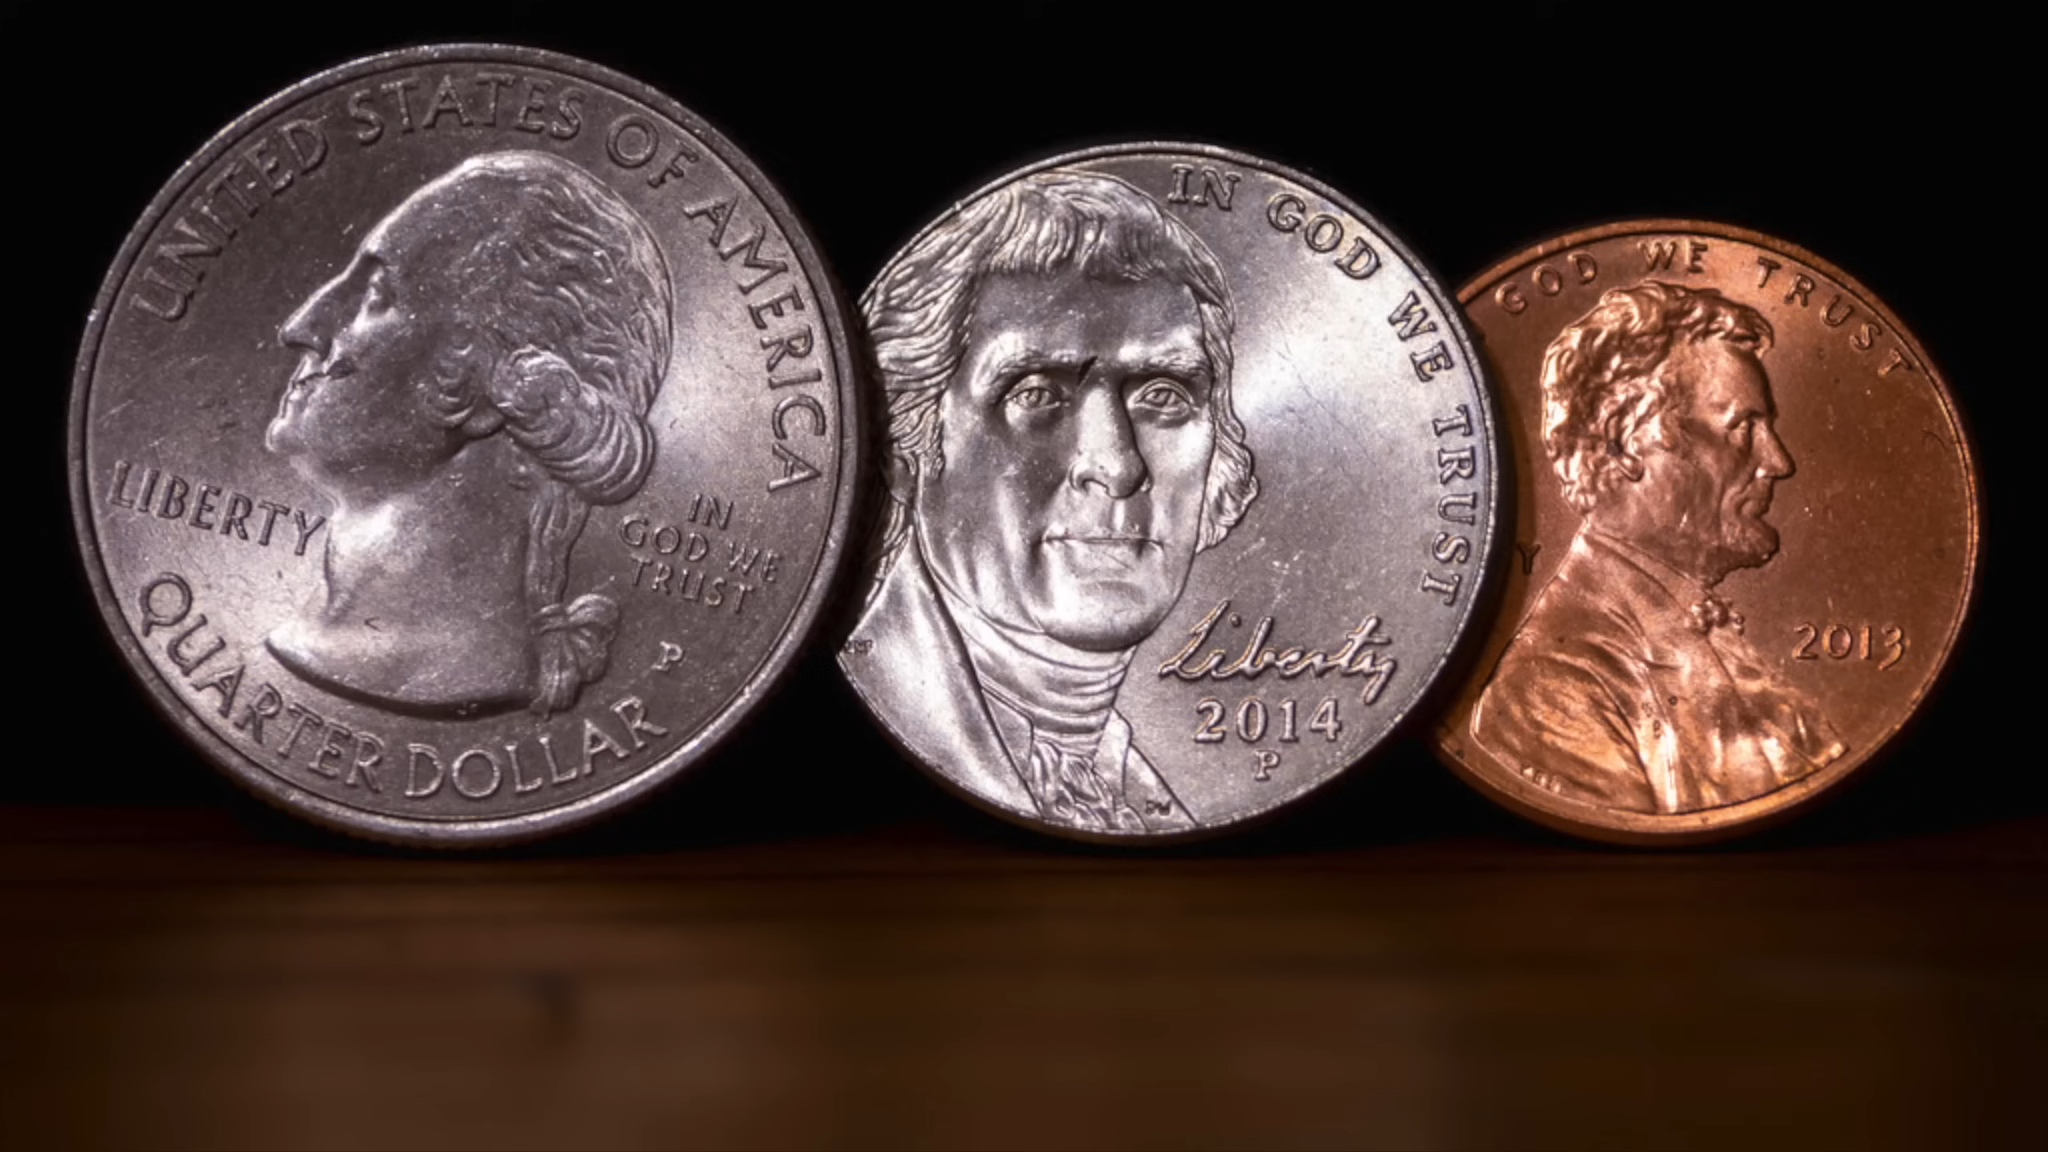 UNITED STATES OF AMERICA
LIBERTY
IN
GOD WE
TRUST
P
QUARTER DOLLAR
IN GOD WE TRUST
Liberty
2014
P
GOD WE TRUST
Y
2013